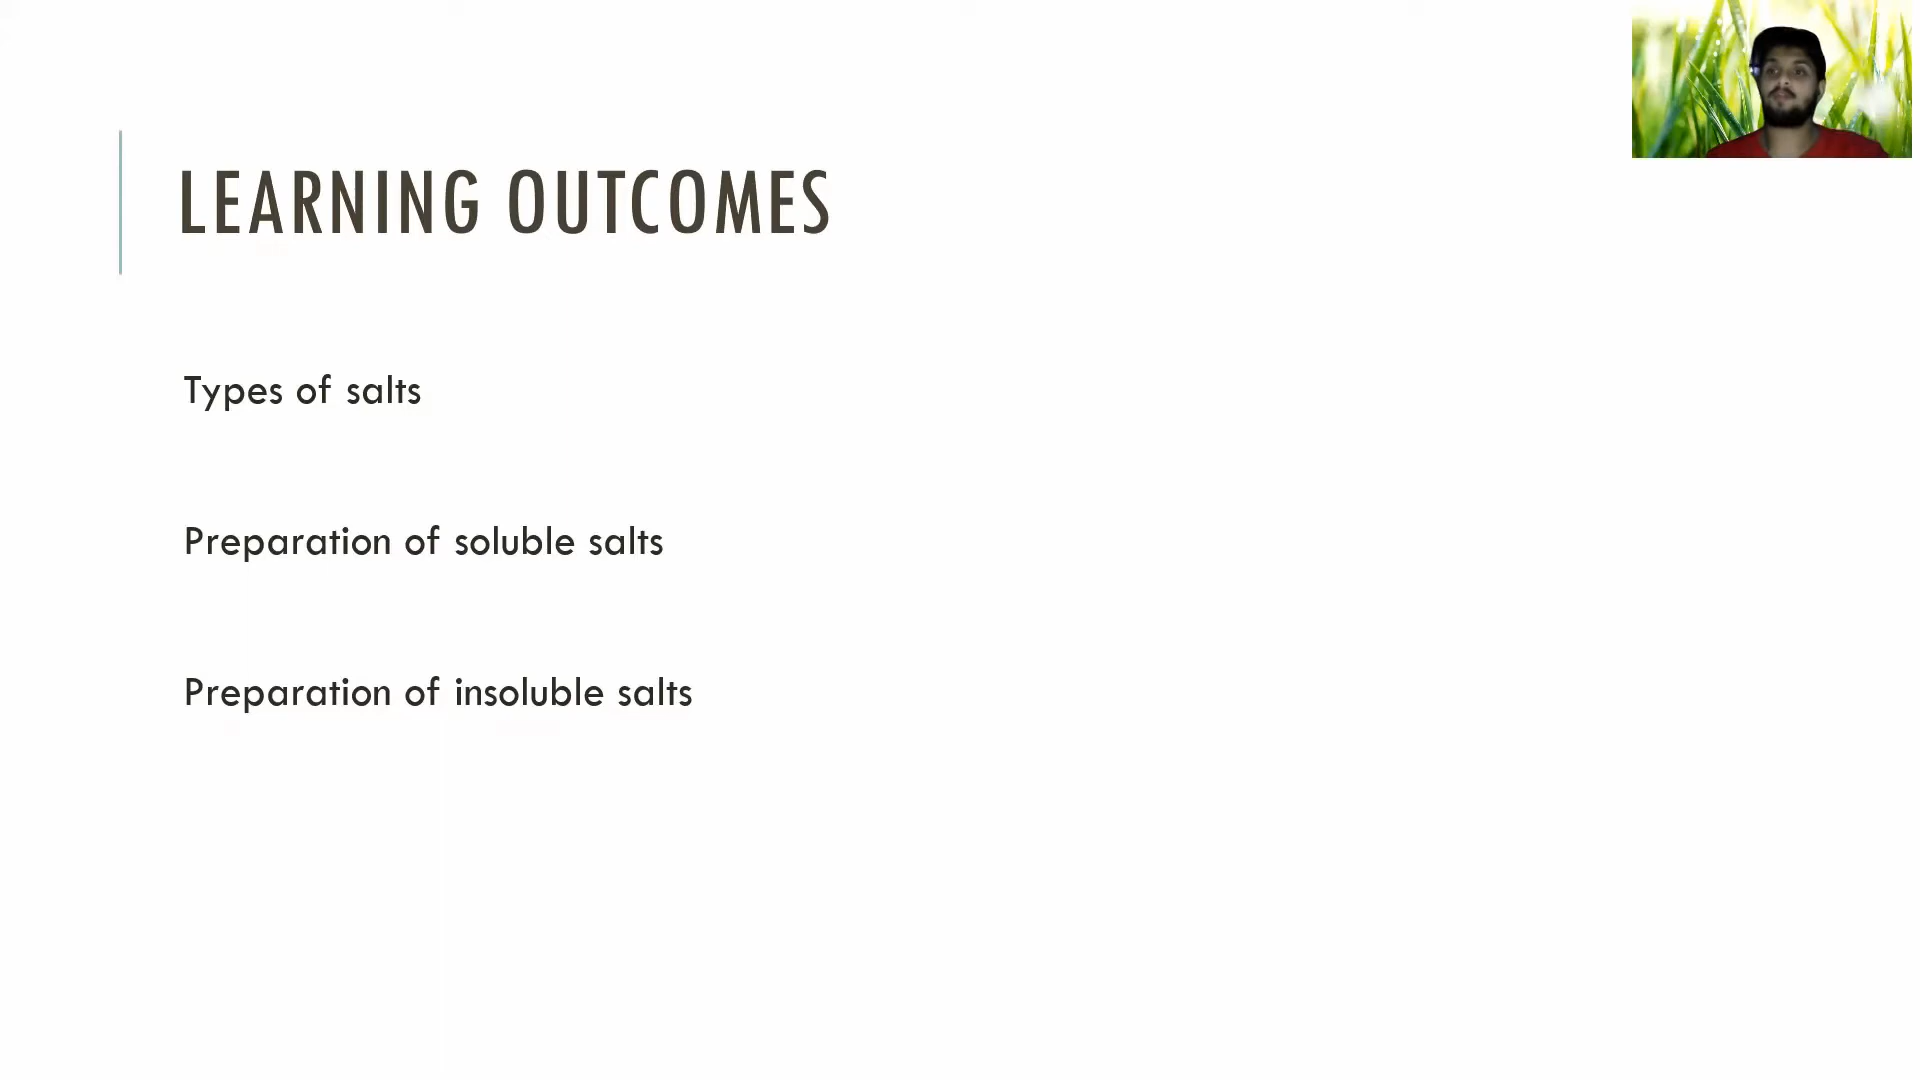 LEARNING OUTCOMES
Types of salts
Preparation of soluble salts
Preparation of insoluble salts